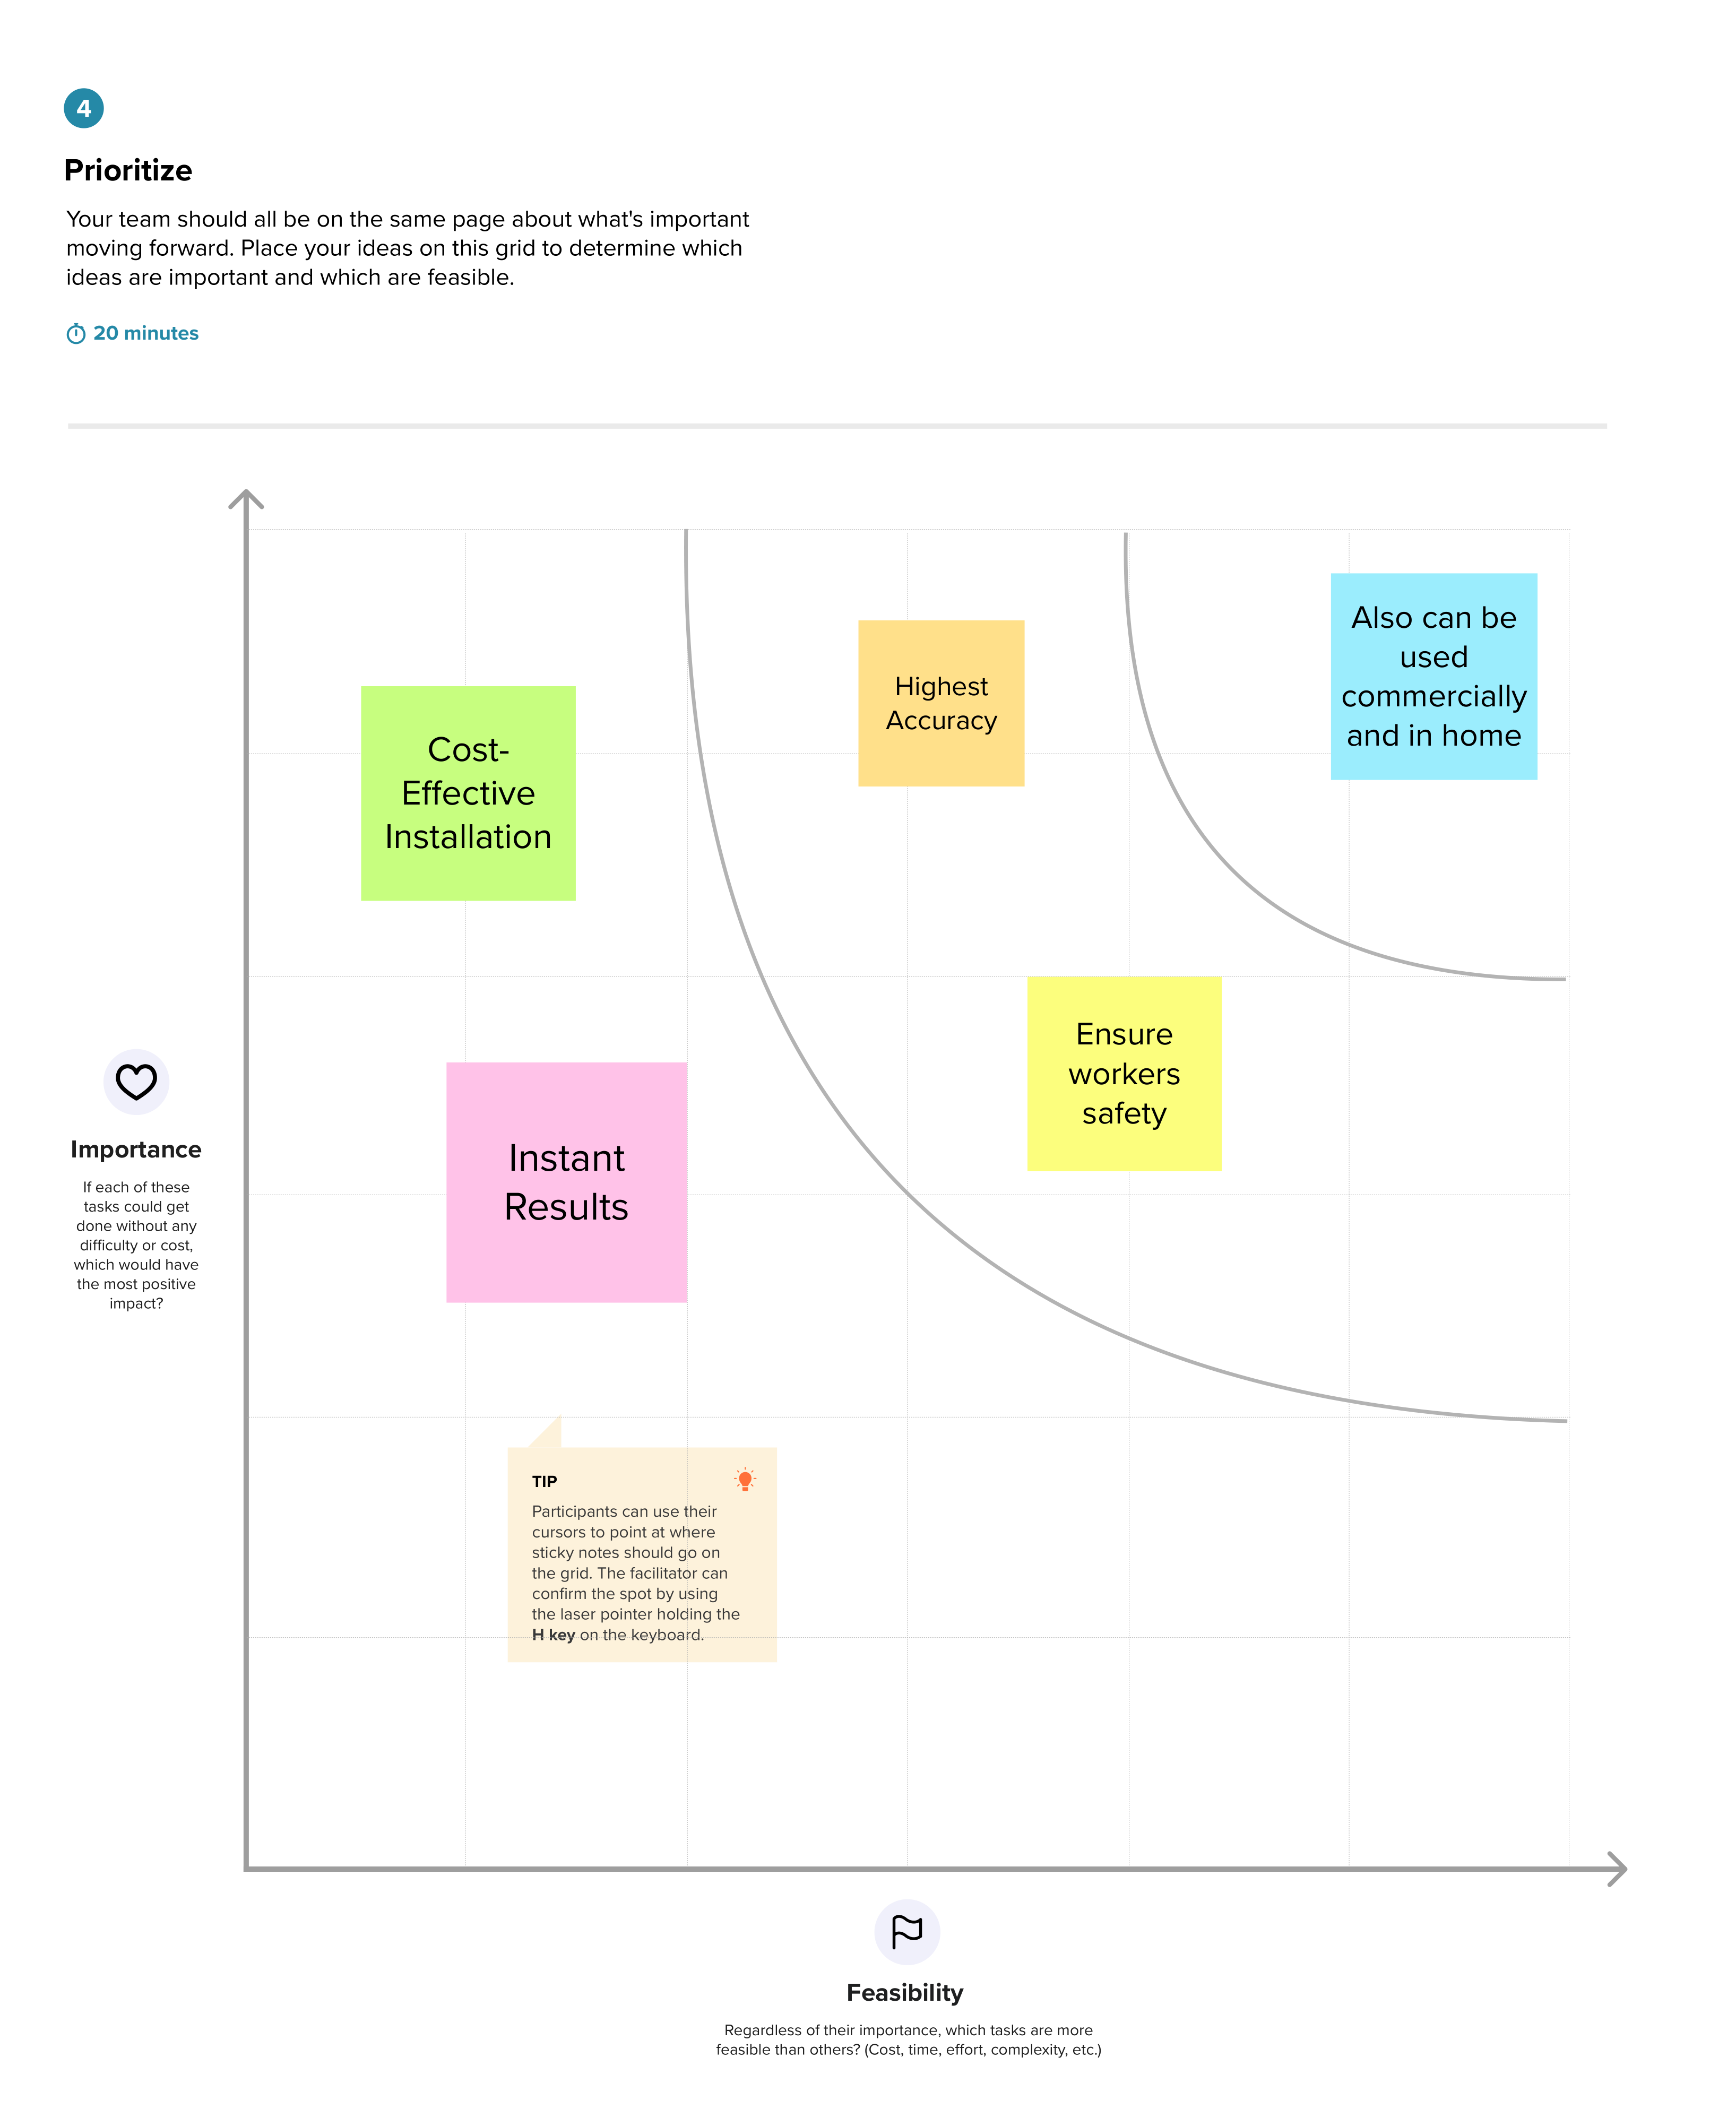 4
Prioritize
Your team should all be on the same page about what's important
moving forward. Place your ideas on this grid to determine which
ideas are important and which are feasible.
20 minutes
Also can be
used
commercially
and in home
Highest
Accuracy
Cost-
Effective
Installation
Ensure
workers
safety
Instant
Results
Importance
If each of these
tasks could get
done without any
difficulty or cost,
which would have
the most positive
impact?
TIP
Participants can use their
cursors to point at where
sticky notes should go on
the grid. The facilitator can
confirm the spot by using
the laser pointer holding the
H key on the keyboard.
Feasibility
Regardless of their importance, which tasks are more
feasible than others? (Cost, time, effort, complexity, etc.)